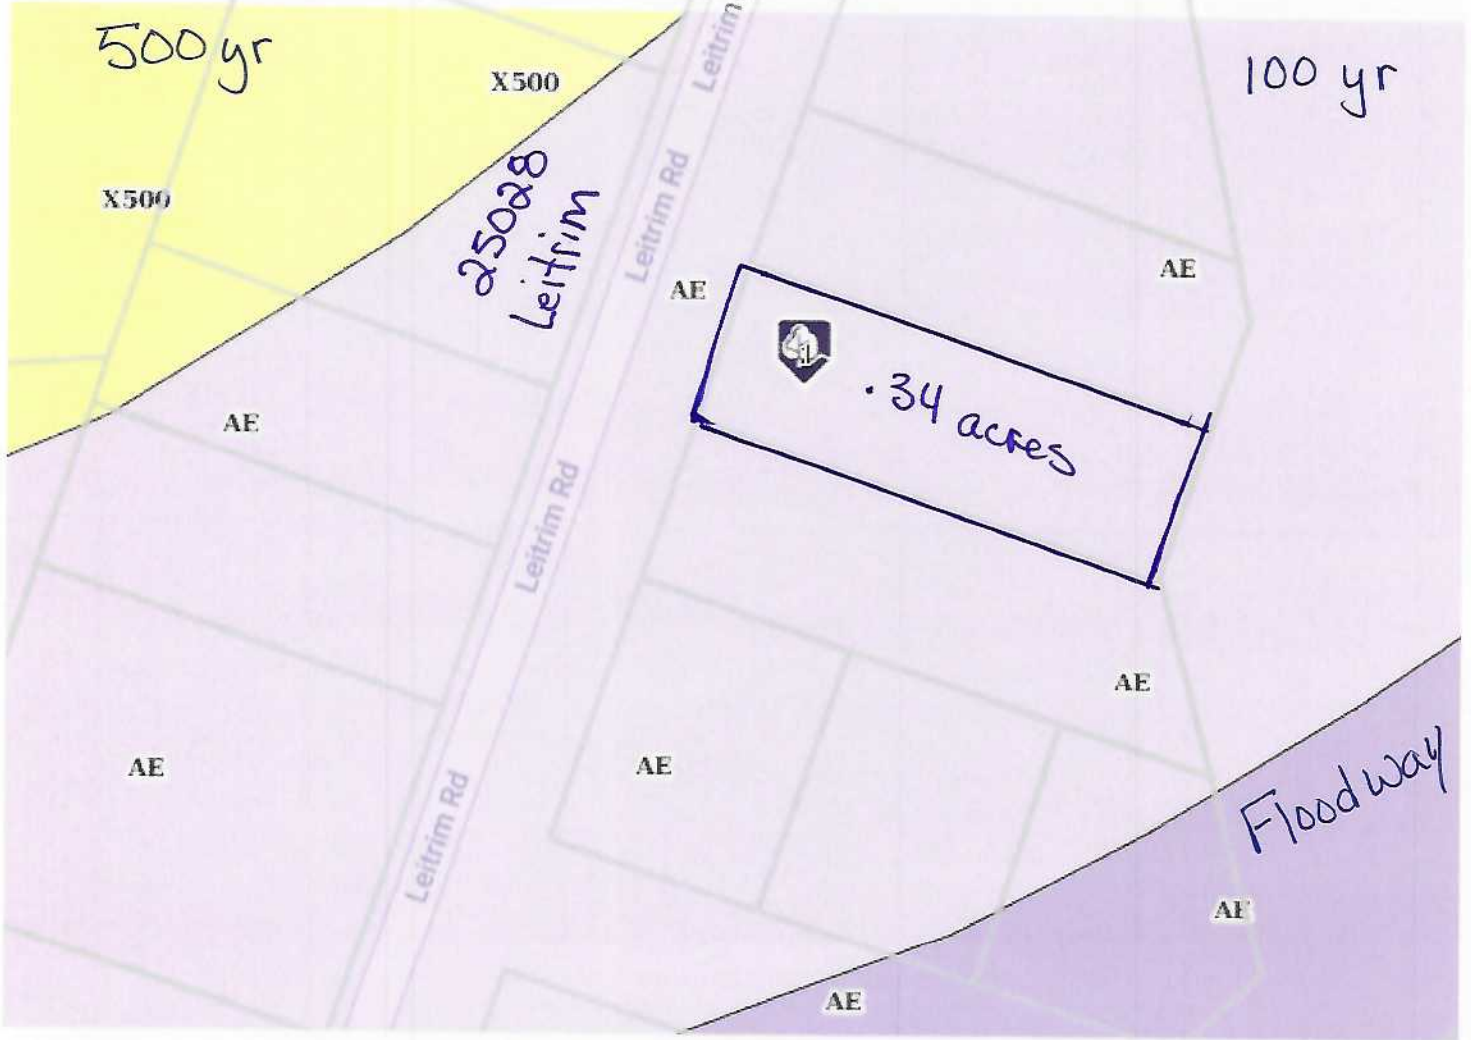 500 yr
X500
Leitrim
100 yr
X500
25028
Leitrim
Leitrim Rd
AE
AE
.34 acres
AE
Leitrim Rd
AE
AE
AE
Leitrim Rd
Floodway
AE
AE